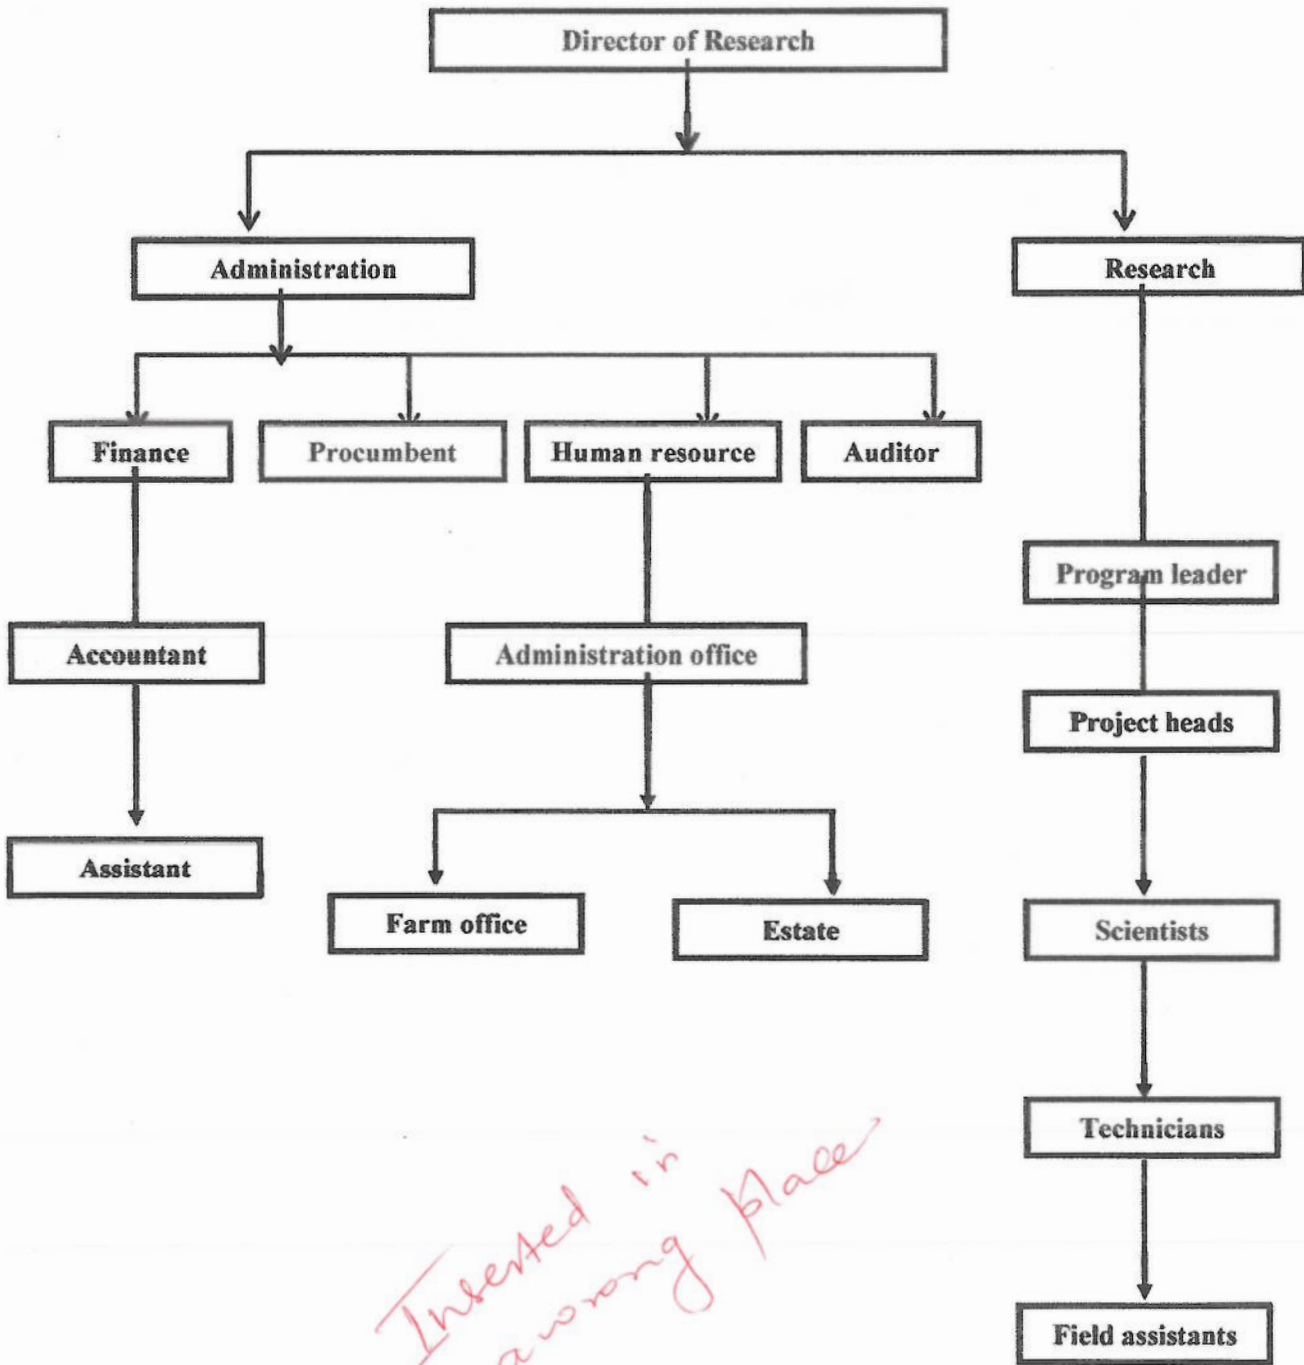 Director of Research
Administration
Research
Finance
Procumbent
Human resource
Auditor
Program leader
Accountant
Administration office
Project heads
Assistant
Farm office
Estate
Scientists
Technicians
Field assistants
Inserted in
a wrong place